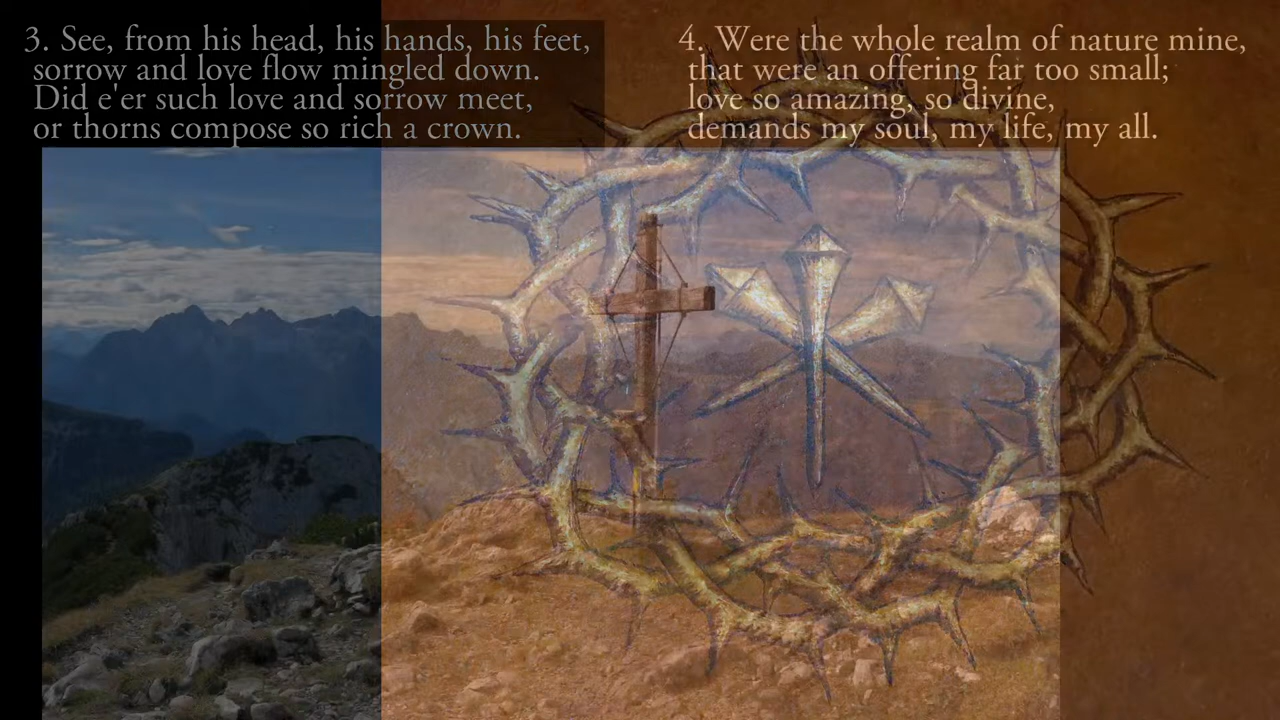 3. See, from his head, his hands, his feet,
sorrow and love flow mingled down.
Did e'er such love and sorrow meet,
or thorns compose so rich a crown.
4. Were the whole realm of nature mine,
that were an offering far too small;
love so amazing, so divine,
demands my soul, my life, my all.